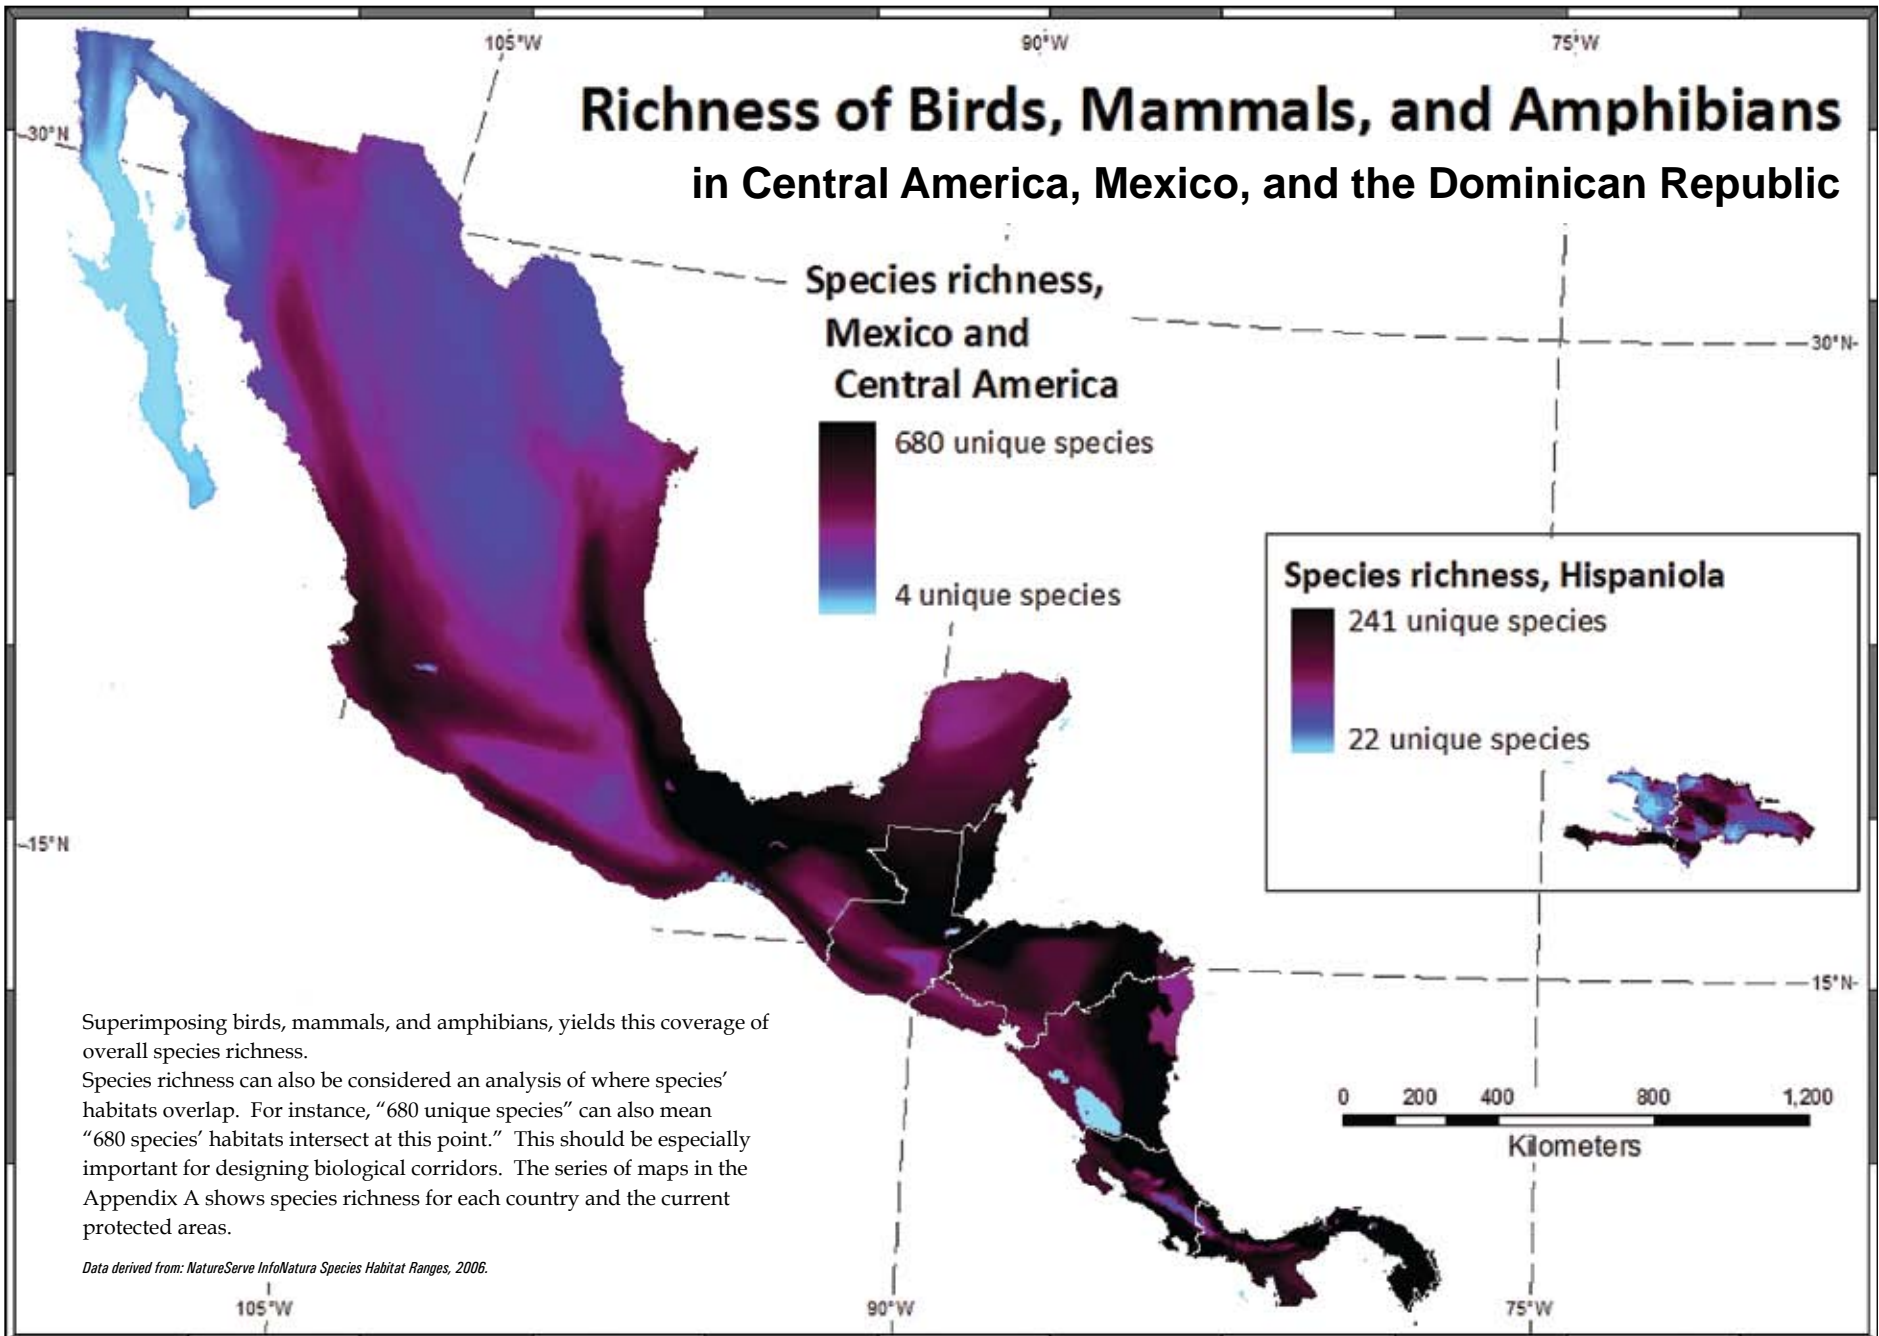 105°W
90°W
75°W
Richness of Birds, Mammals, and Amphibians
in Central America, Mexico, and the Dominican Republic
30°N
Species richness,
Mexico and
Central America
680 unique species
4 unique species
30°N
Species richness, Hispaniola
241 unique species
22 unique species
15°N
15°N
Superimposing birds, mammals, and amphibians, yields this coverage of
overall species richness.
Species richness can also be considered an analysis of where species’
habitats overlap. For instance, “680 unique species” can also mean
“680 species’ habitats intersect at this point.” This should be especially
important for designing biological corridors. The series of maps in the
Appendix A shows species richness for each country and the current
protected areas.
Data derived from: NatureServe InfoNatura Species Habitat Ranges, 2006.
0 200 400 800 1,200
Kilometers
105°W
90°W
75°W